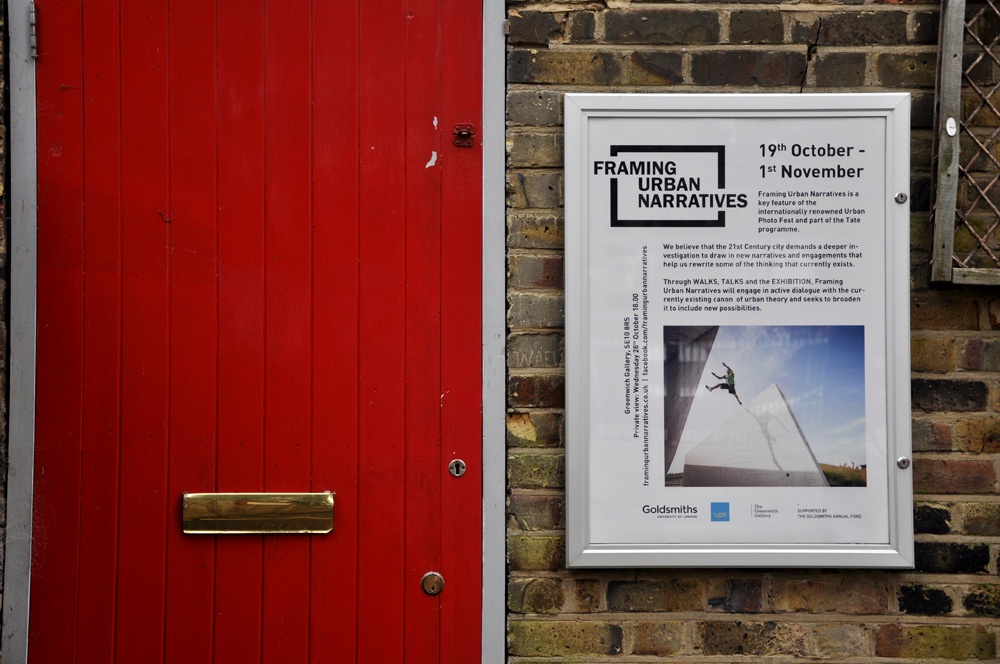 FRAMING
URBAN
NARRATIVES
19th October -
1st November
Framing Urban Narratives is a
key feature of the
internationally renowned Urban
Photo Fest and part of the Tate
programme.
We believe that the 21st Century city demands a deeper in-
vestigation to draw in new narratives and engagements that
help us rewrite some of the thinking that currently exists.
Through WALKS, TALKS and the EXHIBITION, Framing
Urban Narratives will engage in active dialogue with the cur-
rently existing canon of urban theory and seeks to broaden
it to include new possibilities.
Greenwich Gallery, SE10 8RS
Private view: Wednesday 28th October 18.00
framingurbannarratives.co.uk | facebook.com/framingurbannarratives
Goldsmiths
UNIVERSITY OF LONDON
upf
The
Greenwich
Gallery
SUPPORTED BY
THE GOLDSMITHS ANNUAL FUND